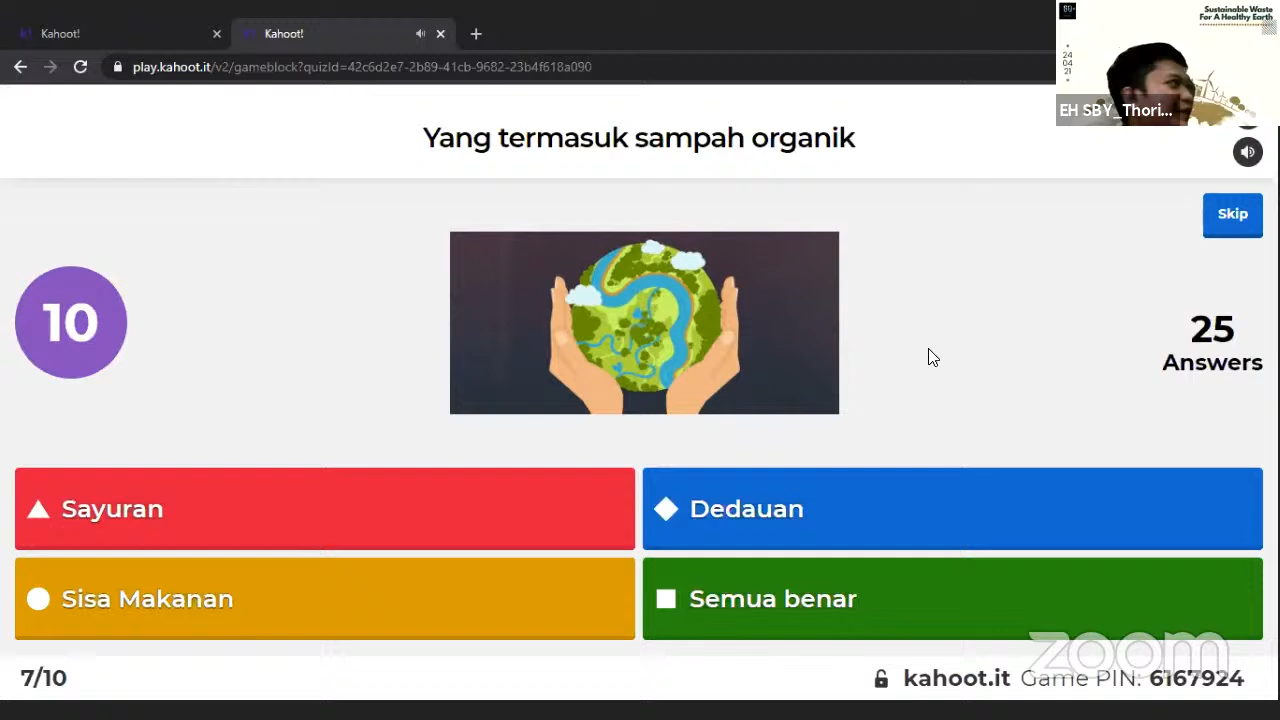 Kahoot!
Kahoot!
play.kahoot.it/v2/gameblock?quizId=42c6d2e7-2b89-41cb-9682-23b4f618a090
Sustainable Waste
For A Healthy Earth
24
04
21
EH SBY_Thori...
Yang termasuk sampah organik
Skip
10
25
Answers
Sayuran
Dedauan
Sisa Makanan
Semua benar
zoom
7/10
kahoot.it Game PIN: 6167924